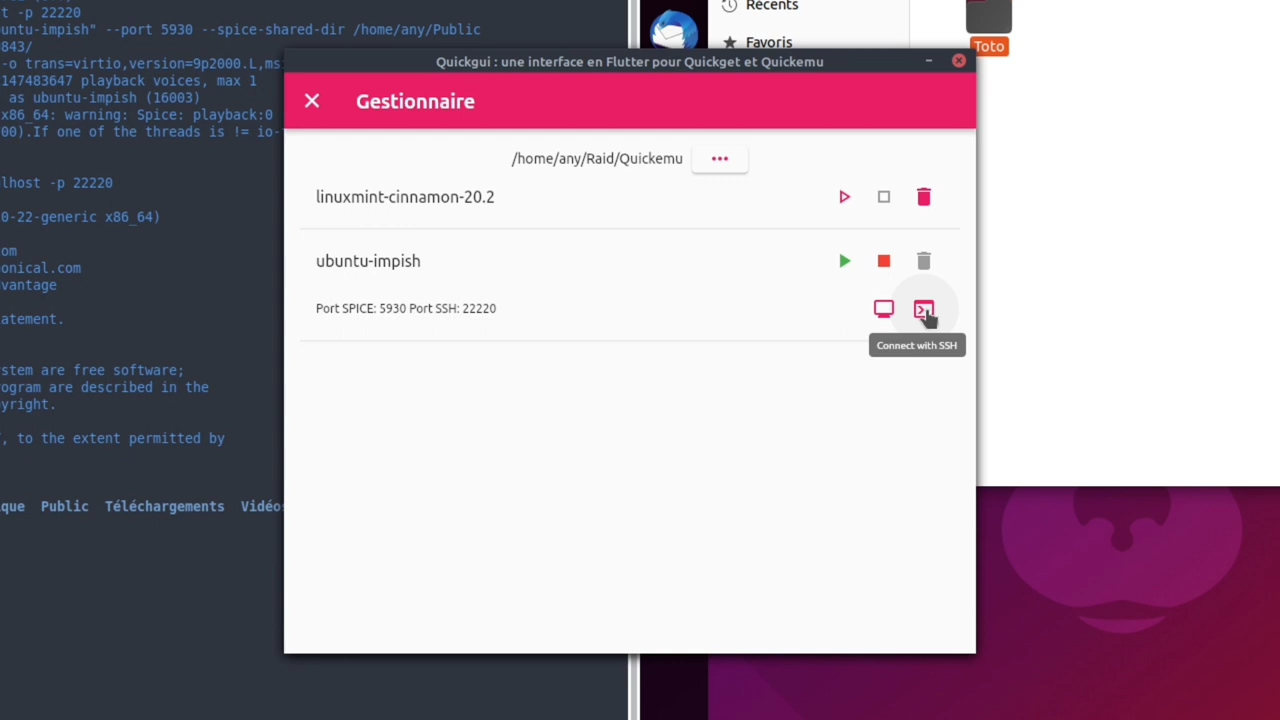 t -p 22220
untu-impish" --port 5930 --spice-shared-dir /home/any/Public
843/
-o trans=virtio,version=9p2000.L,ms
147483647 playback voices, max 1
as ubuntu-impish (16003)
x86_64: warning: Spice: playback:0
00).If one of the threads is != io-
lhost -p 22220
0-22-generic x86_64)
om
onical.com
dvantage
atement.
stem are free software;
rogram are described in the
yright.
, to the extent permitted by
que Public Téléchargements Vidéo
Récents
Favoris
Toto
Quickgui : une interface en Flutter pour Quickget et Quickemu
Gestionnaire
/home/any/Raid/Quickemu
linuxmint-cinnamon-20.2
ubuntu-impish
Port SPICE: 5930 Port SSH: 22220
Connect with SSH